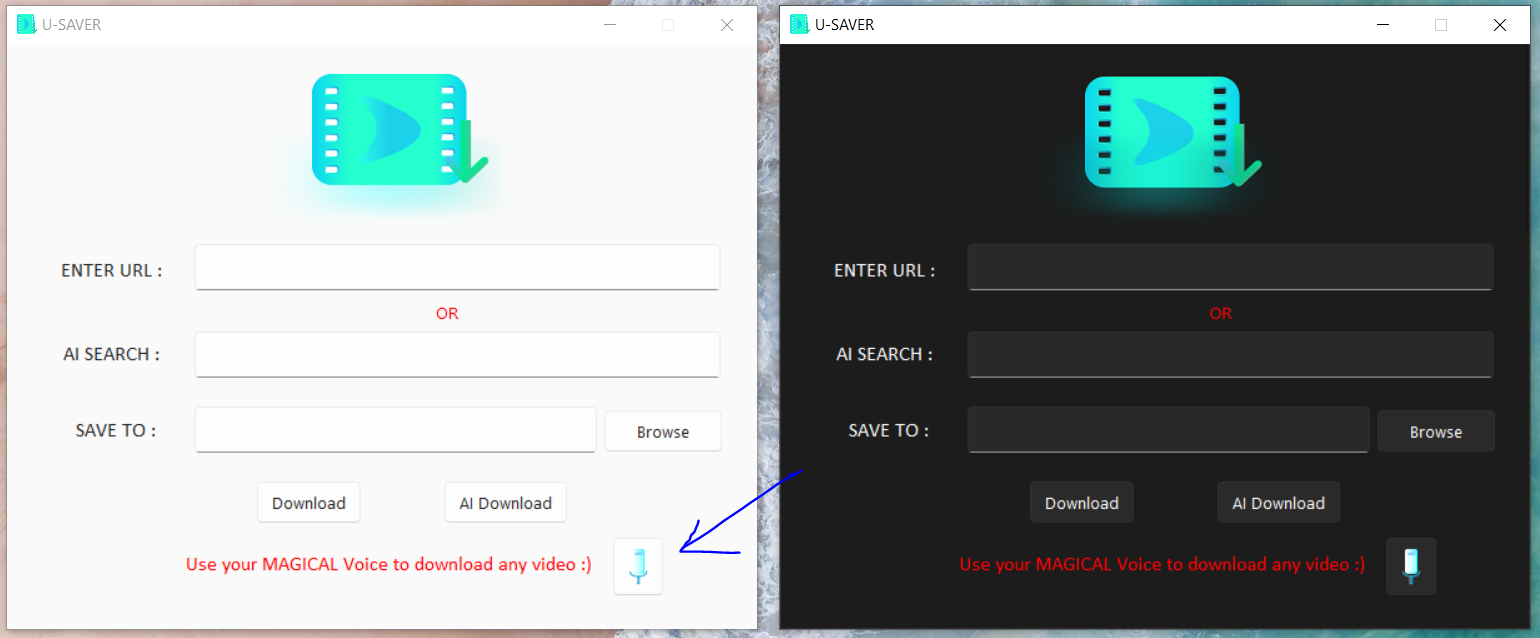 U-SAVER
ENTER URL :
OR
AI SEARCH :
SAVE TO :
Browse
Download
AI Download
Use your MAGICAL Voice to download any video :)
U-SAVER
ENTER URL :
OR
AI SEARCH :
SAVE TO :
Browse
Download
AI Download
Use your MAGICAL Voice to download any video :)